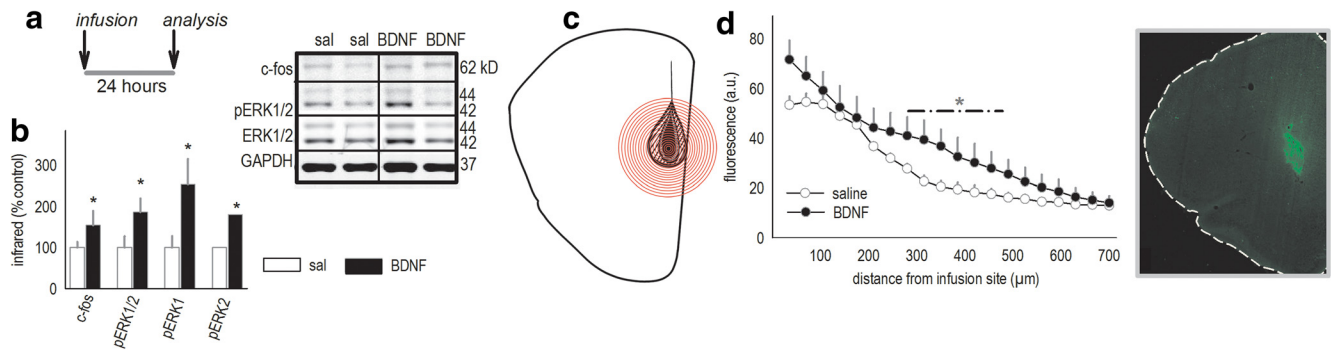 a
infusion
analysis
24 hours
sal sal BDNF BDNF
c-fos
62 kD
pERK1/2
44
42
ERK1/2
44
42
GAPDH
37
b
infrared (%control)
300
200
100
0
* * * *
c-fos
pERK1/2
pERK1
pERK2
sal
BDNF
c
d
fluorescence (a.u.)
80
60
40
20
0
*
saline
BDNF
100 200 300 400 500 600 700
distance from infusion site (µm)